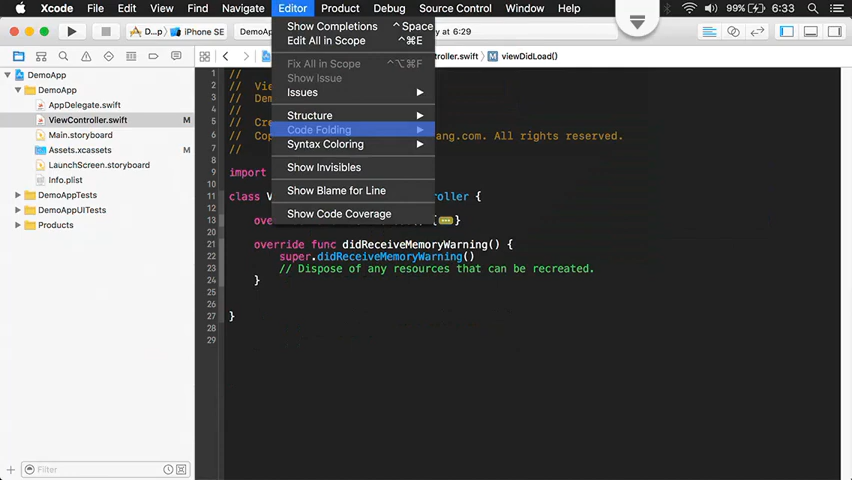 Xcode File Edit View Find Navigate Editor Product Debug Source Control Window Help 99% 6:33
D...p iPhone SE DemoA
ntroller.swift viewDidLoad()
Show Completions ^ Space
Edit All in Scope ^⌘E
Fix All in Scope ^⌥⌘F
Show Issue
Issues
Structure
Code Folding
Syntax Coloring
Show Invisibles
Show Blame for Line
Show Code Coverage
DemoApp
DemoApp
AppDelegate.swift
ViewController.swift M
Main.storyboard
Assets.xcassets M
LaunchScreen.storyboard
Info.plist
DemoAppTests
DemoAppUITests
Products
Filter
1 //
2 // Vie
3 // Dem
4 //
5 // Cre
6 // Cop ang.com. All rights reserved.
7 //
8
9 import
10
11 class V roller {
12
13 ove {•••}
20
21 override func didReceiveMemoryWarning() {
22 super.didReceiveMemoryWarning()
23 // Dispose of any resources that can be recreated.
24 }
25
26
27 }
28
29